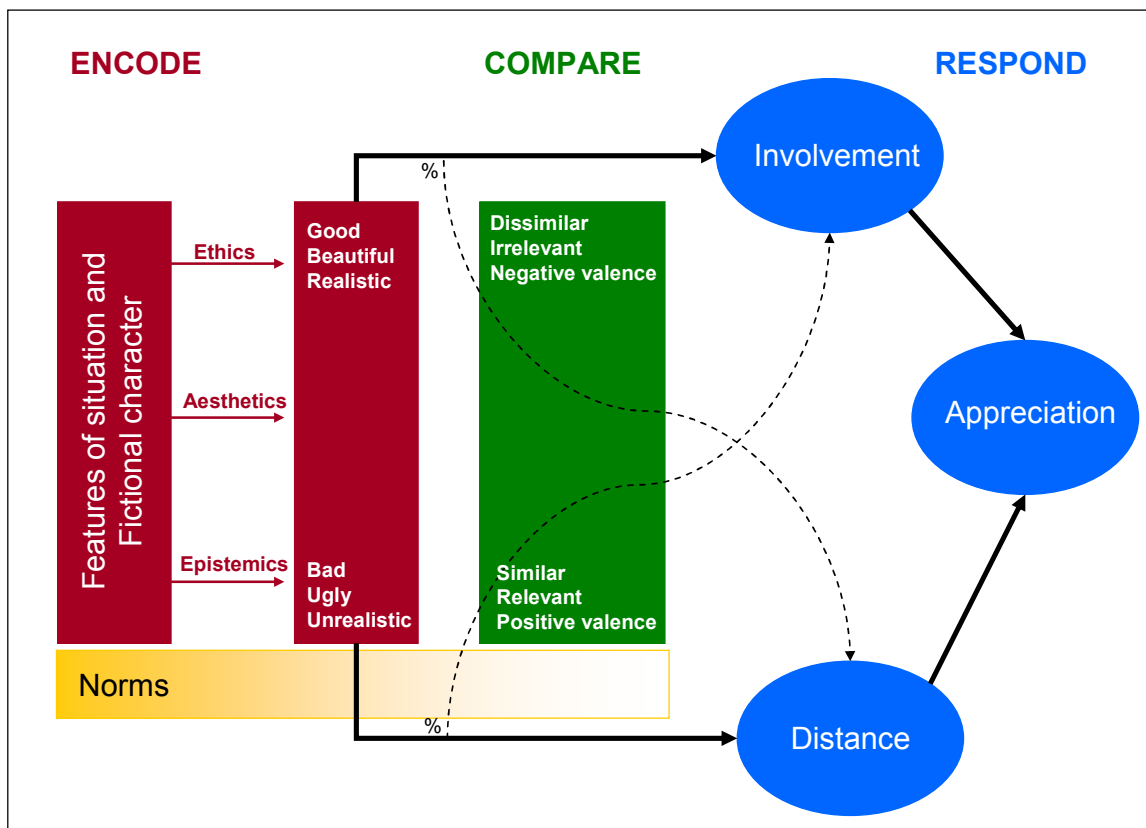 ENCODE
COMPARE
RESPOND
Involvement
%
Features of situation and
Fictional character
Ethics
Aesthetics
Epistemics
Good
Beautiful
Realistic
Bad
Ugly
Unrealistic
Dissimilar
Irrelevant
Negative valence
Similar
Relevant
Positive valence
Appreciation
Norms
%
Distance